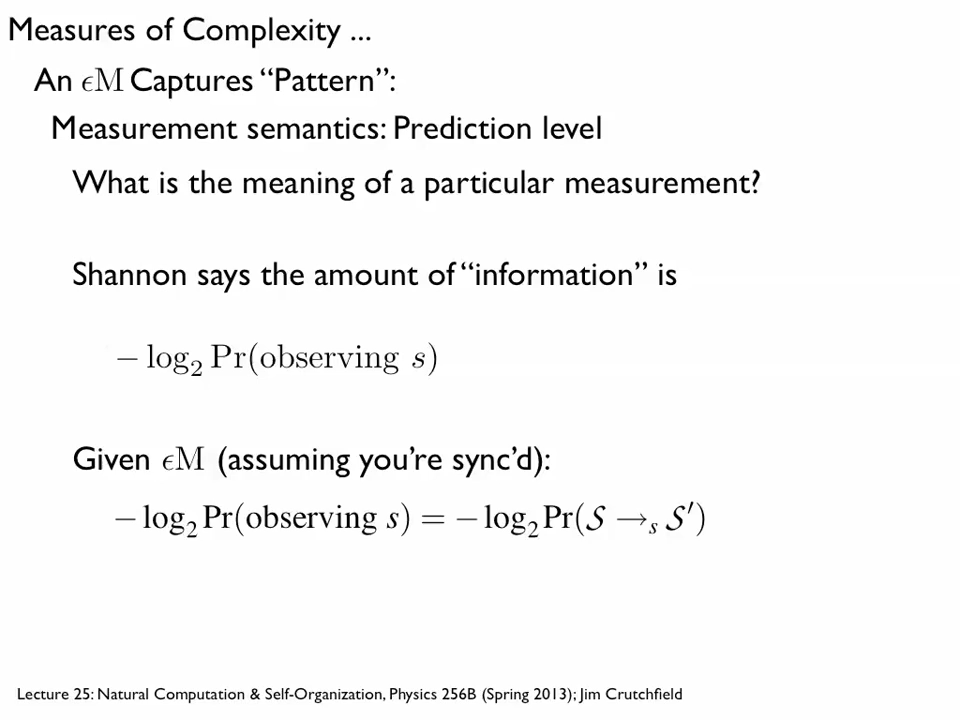 Measures of Complexity ...
An ϵM Captures “Pattern”:
Measurement semantics: Prediction level
What is the meaning of a particular measurement?
Shannon says the amount of “information” is
− log₂ Pr(observing s)
Given ϵM (assuming you’re sync’d):
− log₂ Pr(observing s) = − log₂ Pr(𝒮 →ₛ 𝒮′)
Lecture 25: Natural Computation & Self-Organization, Physics 256B (Spring 2013); Jim Crutchfield